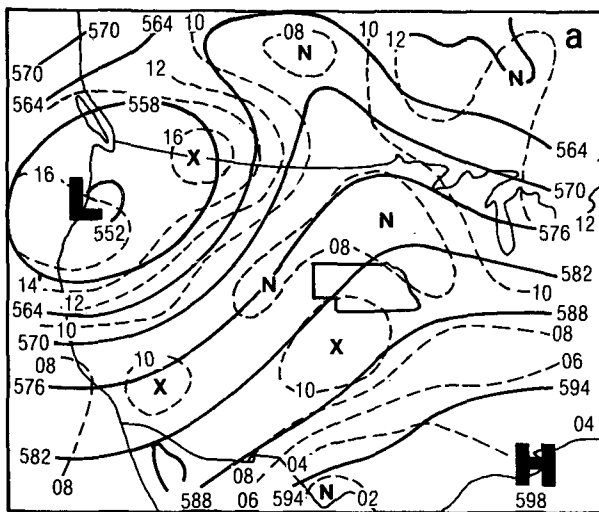 570 564 10 08 10 12 a
570 12 N
564 558 N
16 X 564
16 570
L 12
552 N 576
08 582
14 N
564 12 10
10 588
570 08
08 X 06
576 10 X 10 594
04
582 04 H
08 08
588 06 594 N 02 598